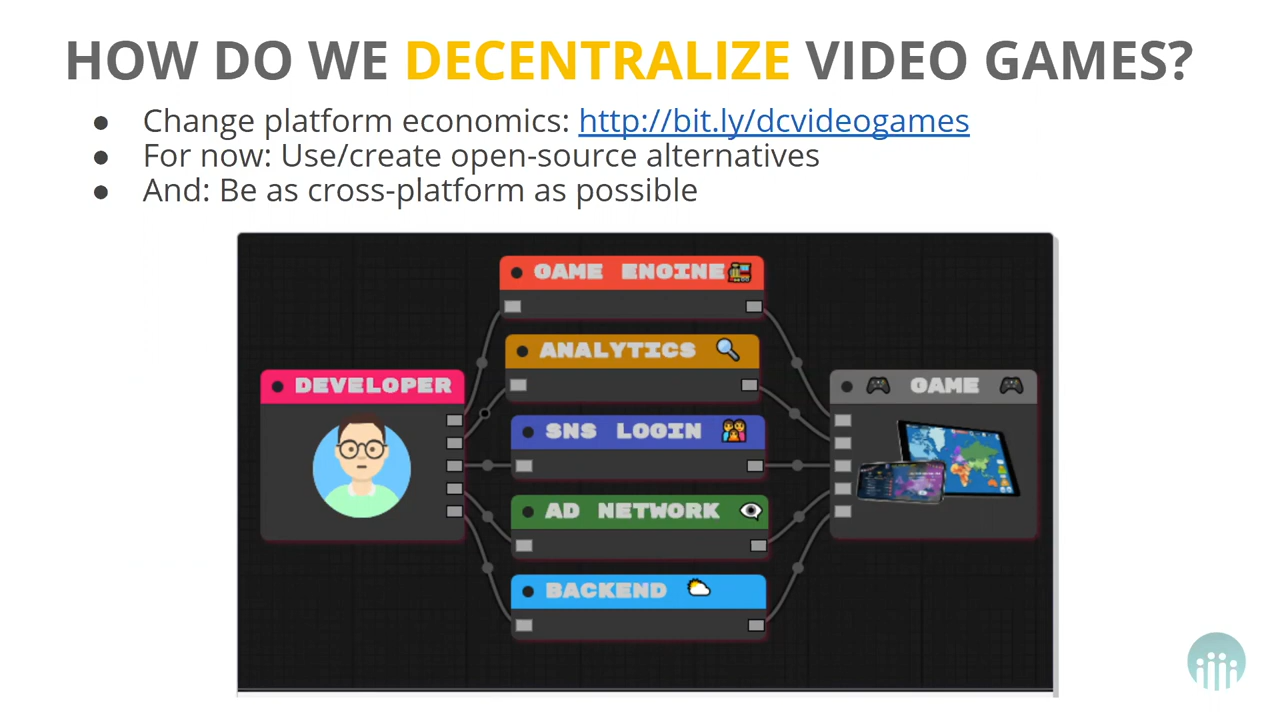 HOW DO WE DECENTRALIZE VIDEO GAMES?
● Change platform economics: http://bit.ly/dcvideogames
● For now: Use/create open-source alternatives
● And: Be as cross-platform as possible
GAME ENGINE
ANALYTICS
DEVELOPER
GAME
SNS LOGIN
AD NETWORK
BACKEND